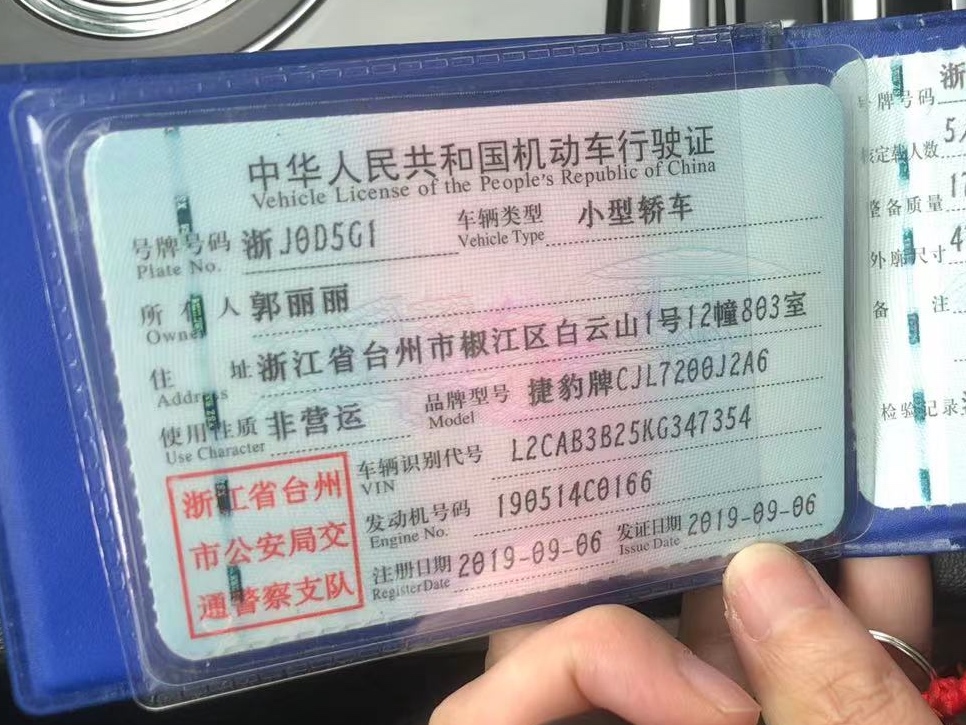 中华人民共和国机动车行驶证
Vehicle License of the People's Republic of China
号牌号码 浙J0D5G1 车辆类型 小型轿车
Plate No. Vehicle Type
所有人 郭丽丽
Owner
住址 浙江省台州市椒江区白云山1号12幢803室
Address
使用性质 非营运 品牌型号 捷豹牌CJL7200J2A6
Use Character Model
车辆识别代号 L2CAB3B25KG347354
VIN
发动机号码 190514C0166
Engine No.
注册日期 2019-09-06 发证日期 2019-09-06
Register Date Issue Date
浙江省台州
市公安局交
通警察支队
号牌号码 浙
核定载人数 5
整备质量 17
外廓尺寸 4
备注
检验记录